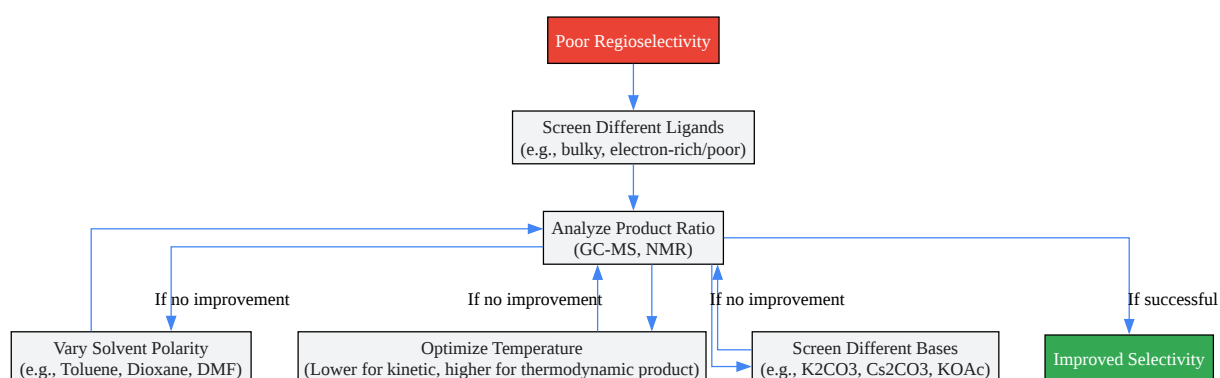 Poor Regioselectivity
Screen Different Ligands
(e.g., bulky, electron-rich/poor)
Analyze Product Ratio
(GC-MS, NMR)
If no improvement
If no improvement
If no improvement
If successful
Vary Solvent Polarity
(e.g., Toluene, Dioxane, DMF)
Optimize Temperature
(Lower for kinetic, higher for thermodynamic product)
Screen Different Bases
(e.g., K2CO3, Cs2CO3, KOAc)
Improved Selectivity